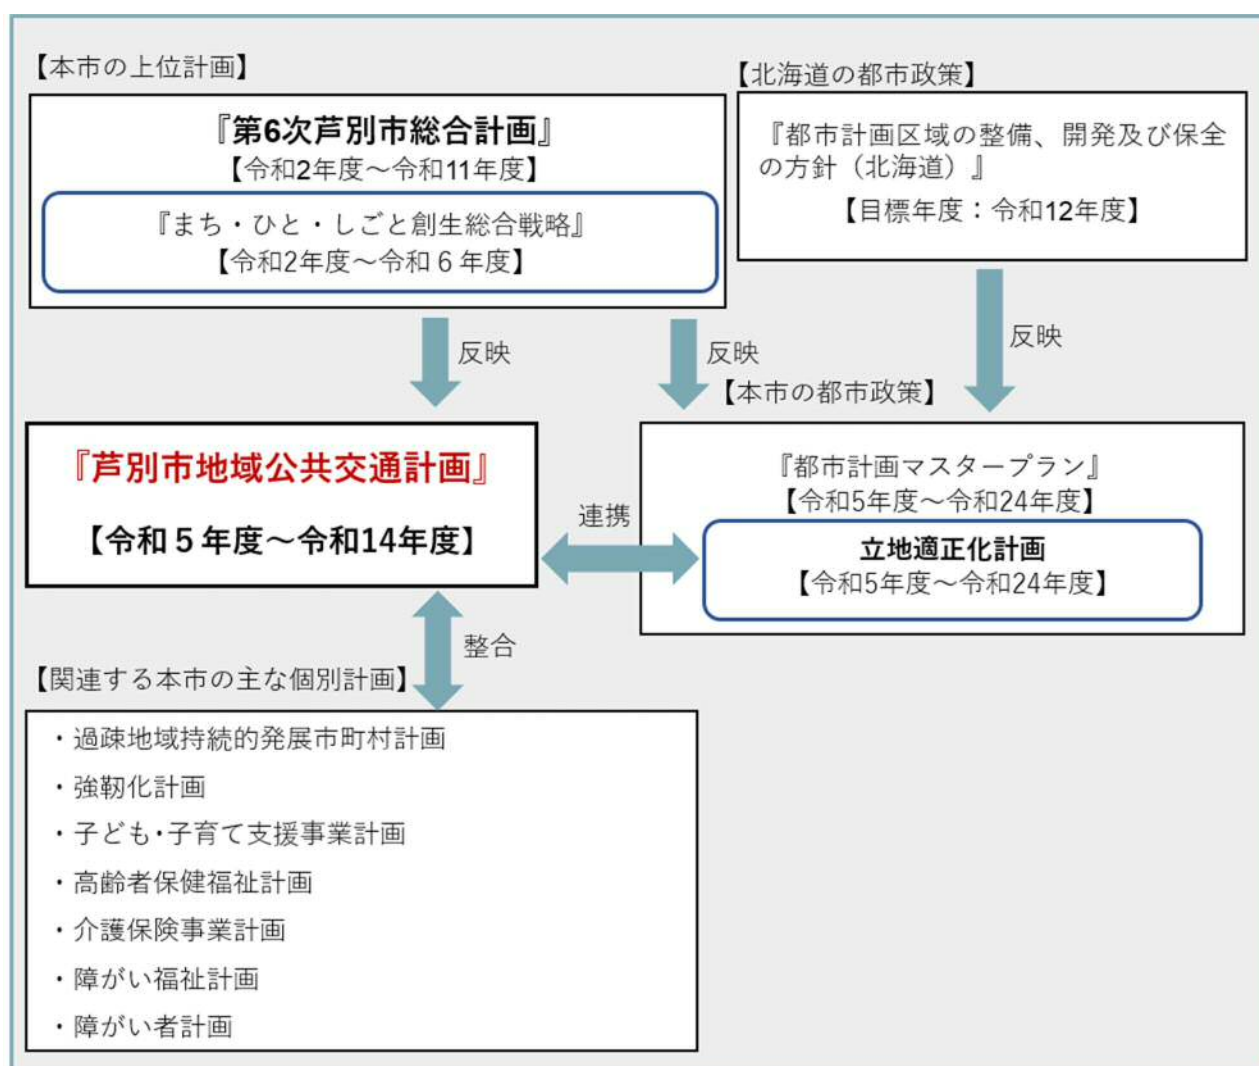 【本市の上位計画】
『第6次芦別市総合計画』
【令和2年度～令和11年度】
『まち・ひと・しごと創生総合戦略』
【令和2年度～令和６年度】
【北海道の都市政策】
『都市計画区域の整備、開発及び保全
の方針（北海道）』
【目標年度：令和12年度】
反映
反映
反映
【本市の都市政策】
『芦別市地域公共交通計画』
【令和５年度～令和14年度】
連携
『都市計画マスタープラン』
【令和5年度～令和24年度】
立地適正化計画
【令和5年度～令和24年度】
整合
【関連する本市の主な個別計画】
・過疎地域持続的発展市町村計画
・強靭化計画
・子ども･子育て支援事業計画
・高齢者保健福祉計画
・介護保険事業計画
・障がい福祉計画
・障がい者計画